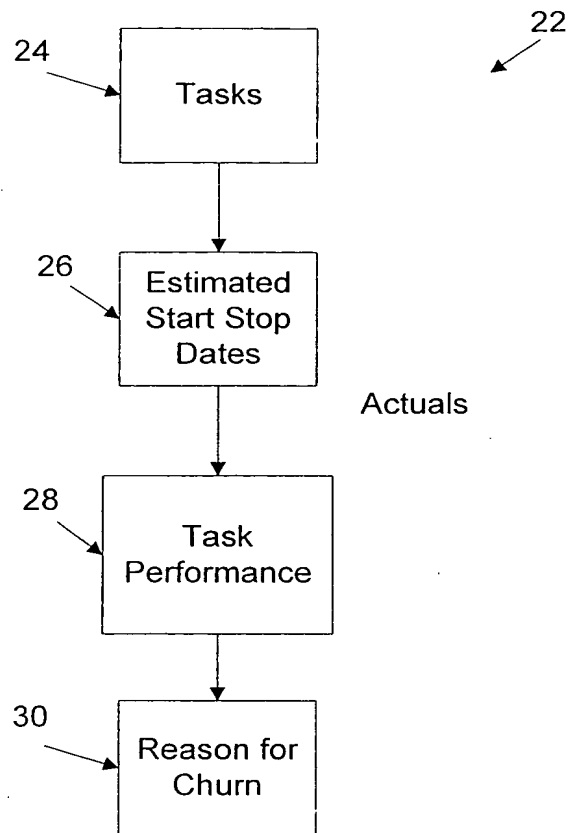 22
24
Tasks
26
Estimated
Start Stop
Dates
Actuals
28
Task
Performance
30
Reason for
Churn